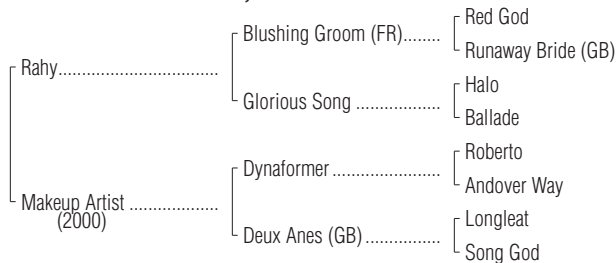 Red God
Blushing Groom (FR)........
Runaway Bride (GB)
Rahy.................................
Halo
Glorious Song .................
Ballade
Roberto
Dynaformer......................
Andover Way
Makeup Artist ..................
(2000)
Longleat
Deux Anes (GB)...............
Song God